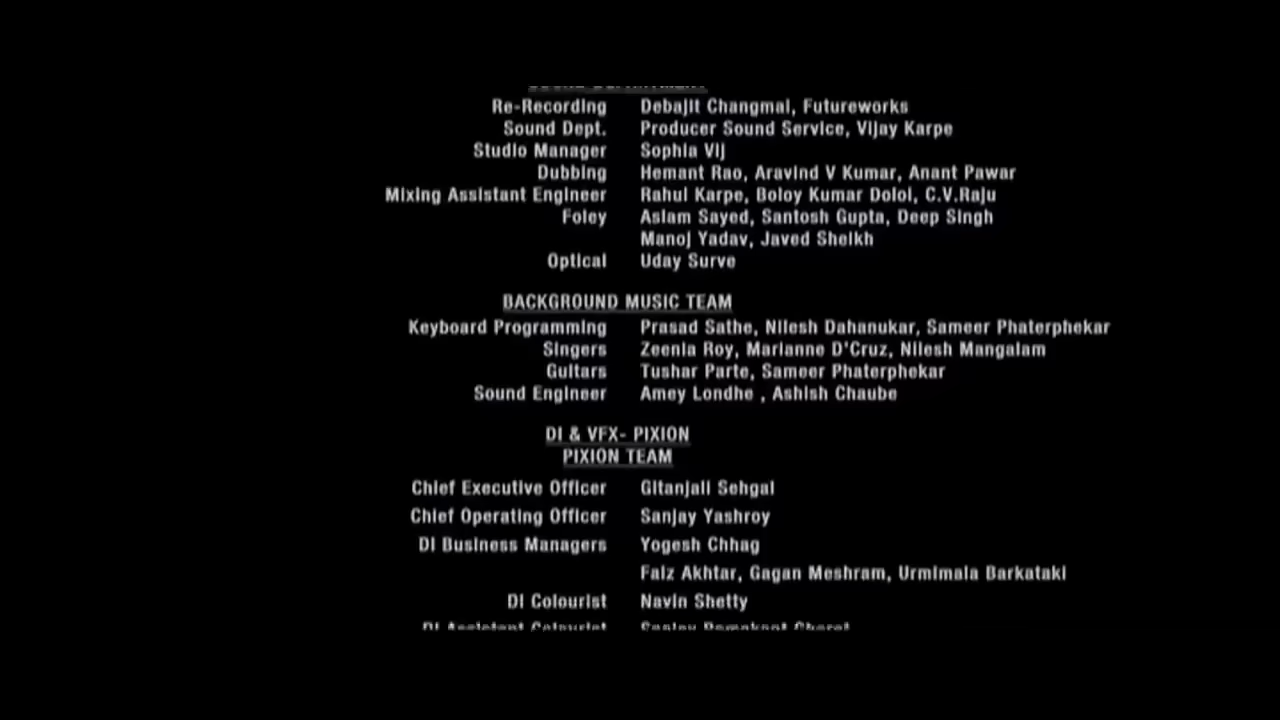 Re-Recording Debajit Changmai, Futureworks
Sound Dept. Producer Sound Service, Vijay Karpe
Studio Manager Sophia Vij
Dubbing Hemant Rao, Aravind V Kumar, Anant Pawar
Mixing Assistant Engineer Rahul Karpe, Boloy Kumar Doloi, C.V.Raju
Foley Aslam Sayed, Santosh Gupta, Deep Singh
Manoj Yadav, Javed Sheikh
Optical Uday Surve
BACKGROUND MUSIC TEAM
Keyboard Programming Prasad Sathe, Nilesh Dahanukar, Sameer Phaterphekar
Singers Zeenia Roy, Marianne D'Cruz, Nilesh Mangalam
Guitars Tushar Parte, Sameer Phaterphekar
Sound Engineer Amey Londhe , Ashish Chaube
DI & VFX- PIXION
PIXION TEAM
Chief Executive Officer Gitanjali Sehgal
Chief Operating Officer Sanjay Yashroy
DI Business Managers Yogesh Chhag
Faiz Akhtar, Gagan Meshram, Urmimala Barkataki
DI Colourist Navin Shetty
DI Assistant Colourist